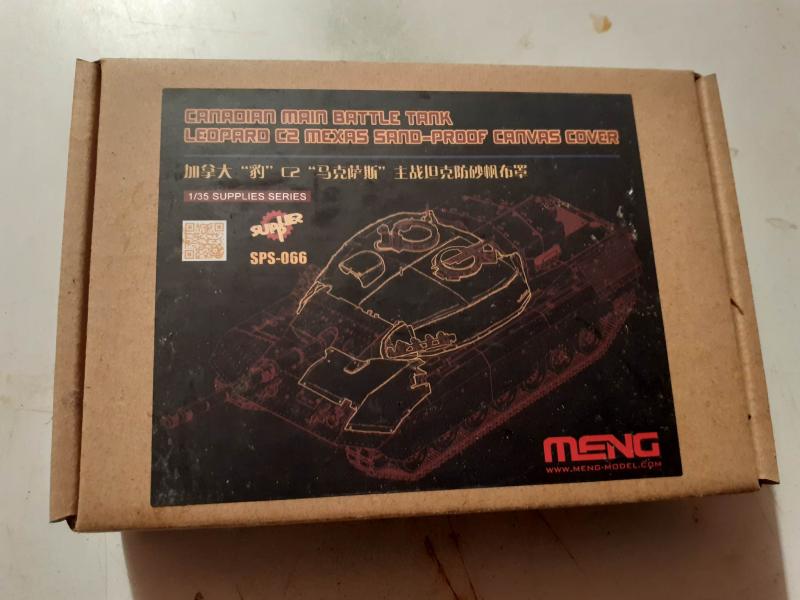 CANADIAN MAIN BATTLE TANK
LEOPARD C2 MEXAS SAND-PROOF CANVAS COVER
加拿大“豹”C2“马克萨斯”主战坦克防砂帆布罩
1/35 SUPPLIES SERIES
SUPPLIER
SPS-066
MENG
WWW.MENG-MODEL.COM